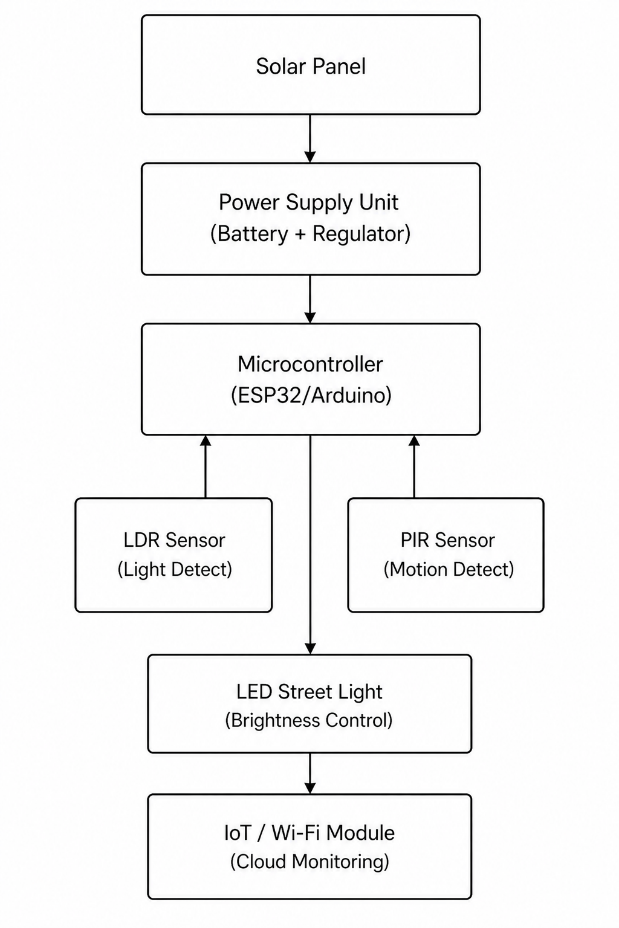 Solar Panel
Power Supply Unit
(Battery + Regulator)
Microcontroller
(ESP32/Arduino)
LDR Sensor
(Light Detect)
PIR Sensor
(Motion Detect)
LED Street Light
(Brightness Control)
IoT / Wi-Fi Module
(Cloud Monitoring)